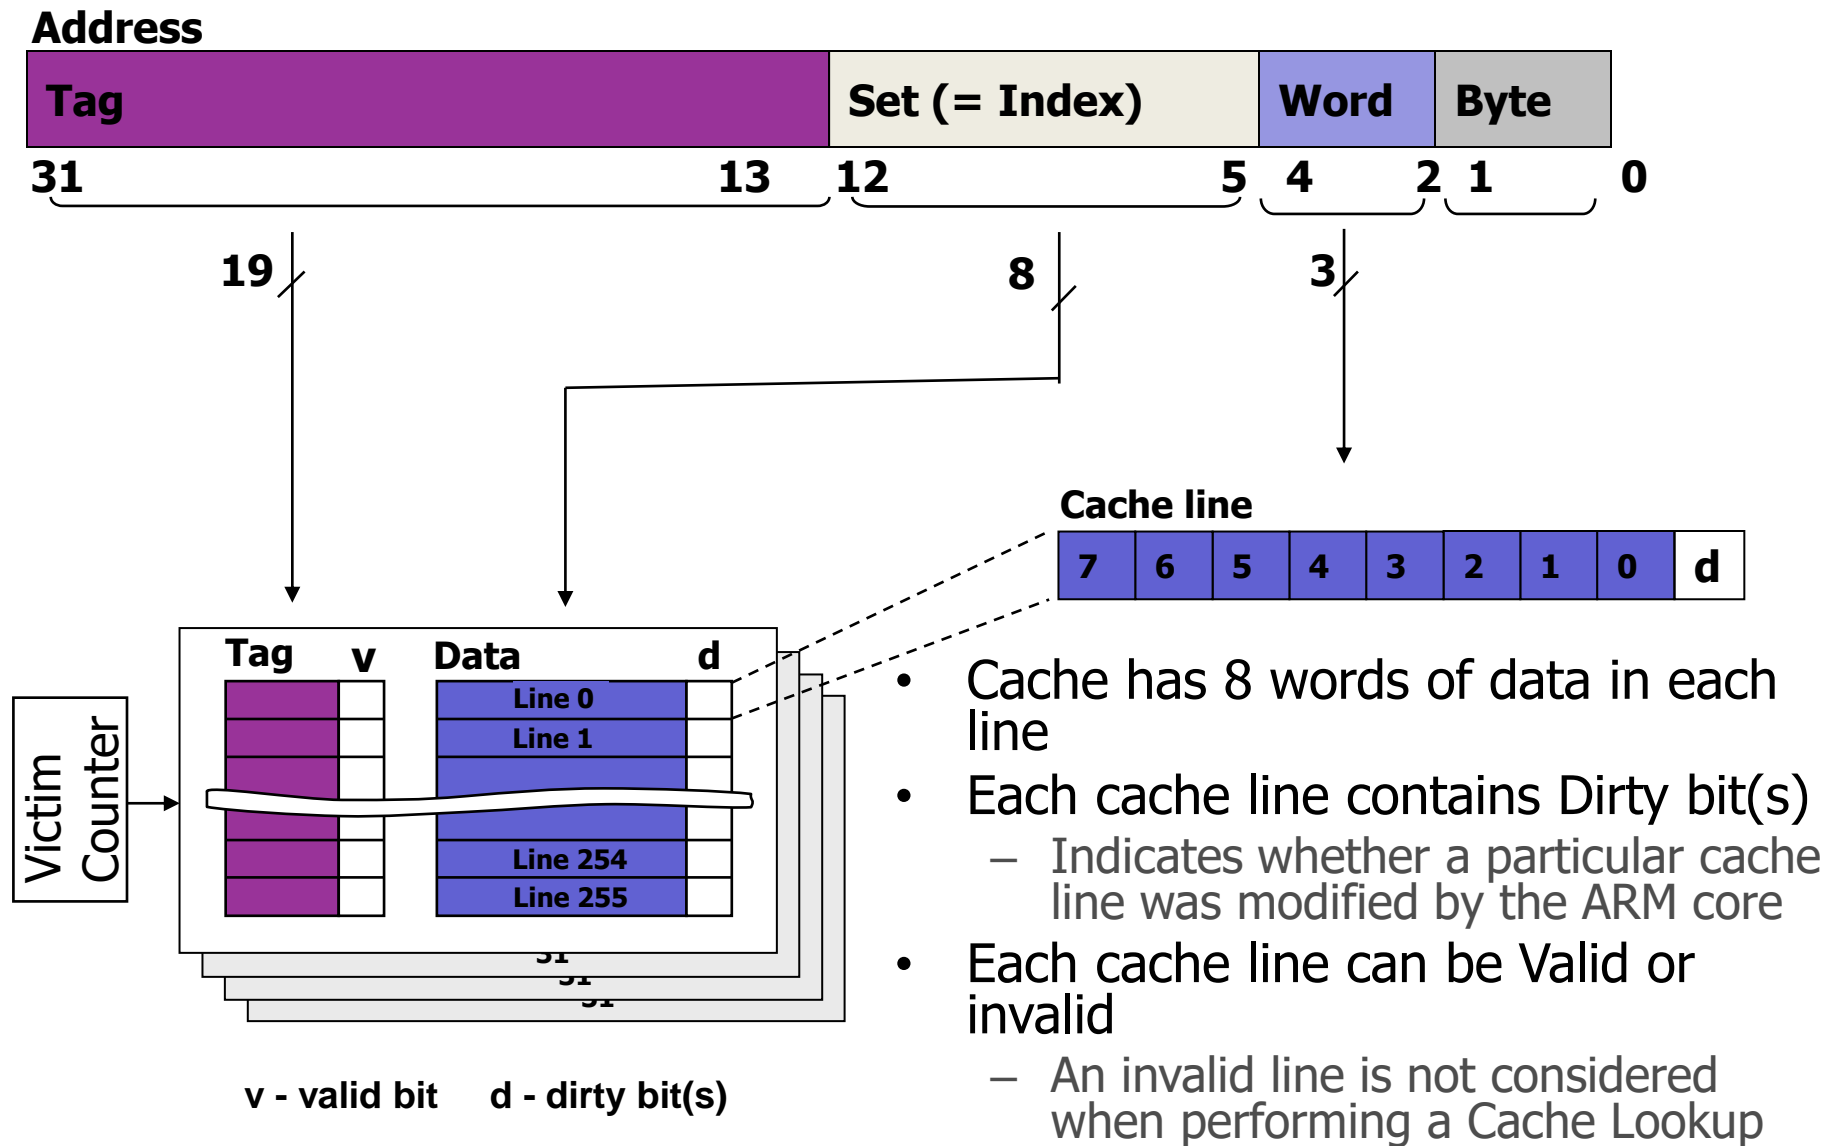 Address
Tag Set (= Index) Word Byte
31 13 12 5 4 2 1 0
19 8 3
Cache line
7 6 5 4 3 2 1 0 d
Tag v Data d
Line 0
Line 1
Line 254
Line 255
Victim
Counter
31
31
31
v - valid bit d - dirty bit(s)
• Cache has 8 words of data in each
line
• Each cache line contains Dirty bit(s)
– Indicates whether a particular cache
line was modified by the ARM core
• Each cache line can be Valid or
invalid
– An invalid line is not considered
when performing a Cache Lookup